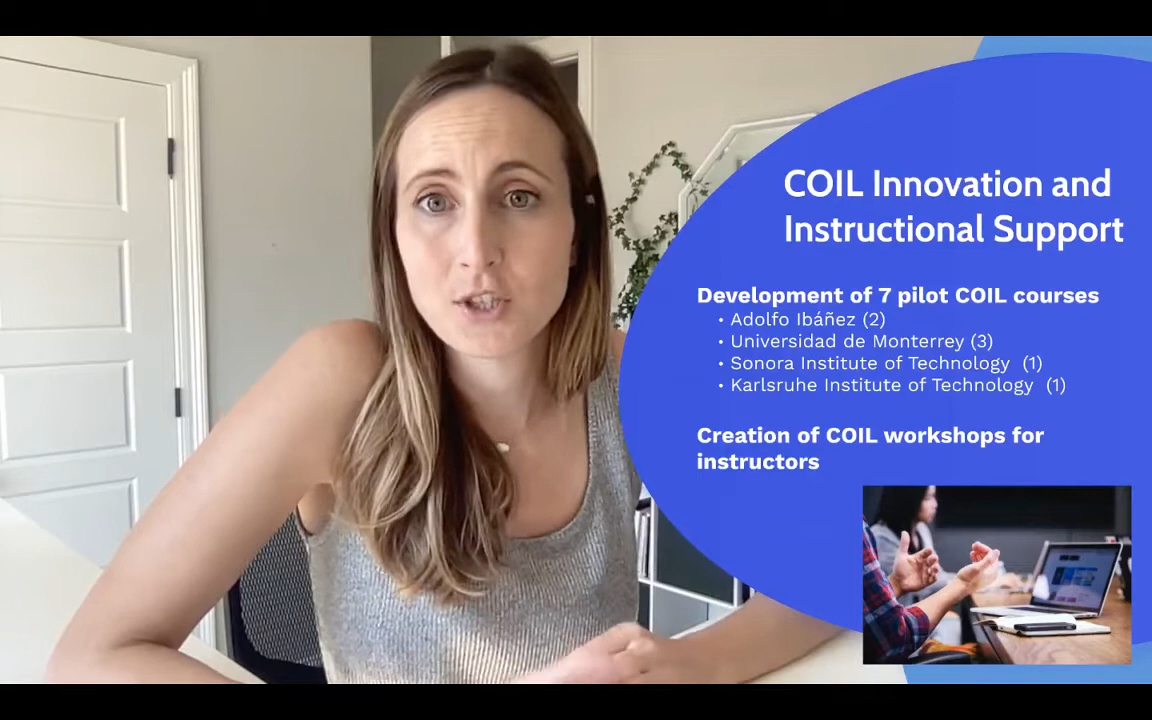 COIL Innovation and
Instructional Support
Development of 7 pilot COIL courses
• Adolfo Ibáñez (2)
• Universidad de Monterrey (3)
• Sonora Institute of Technology (1)
• Karlsruhe Institute of Technology (1)
Creation of COIL workshops for
instructors